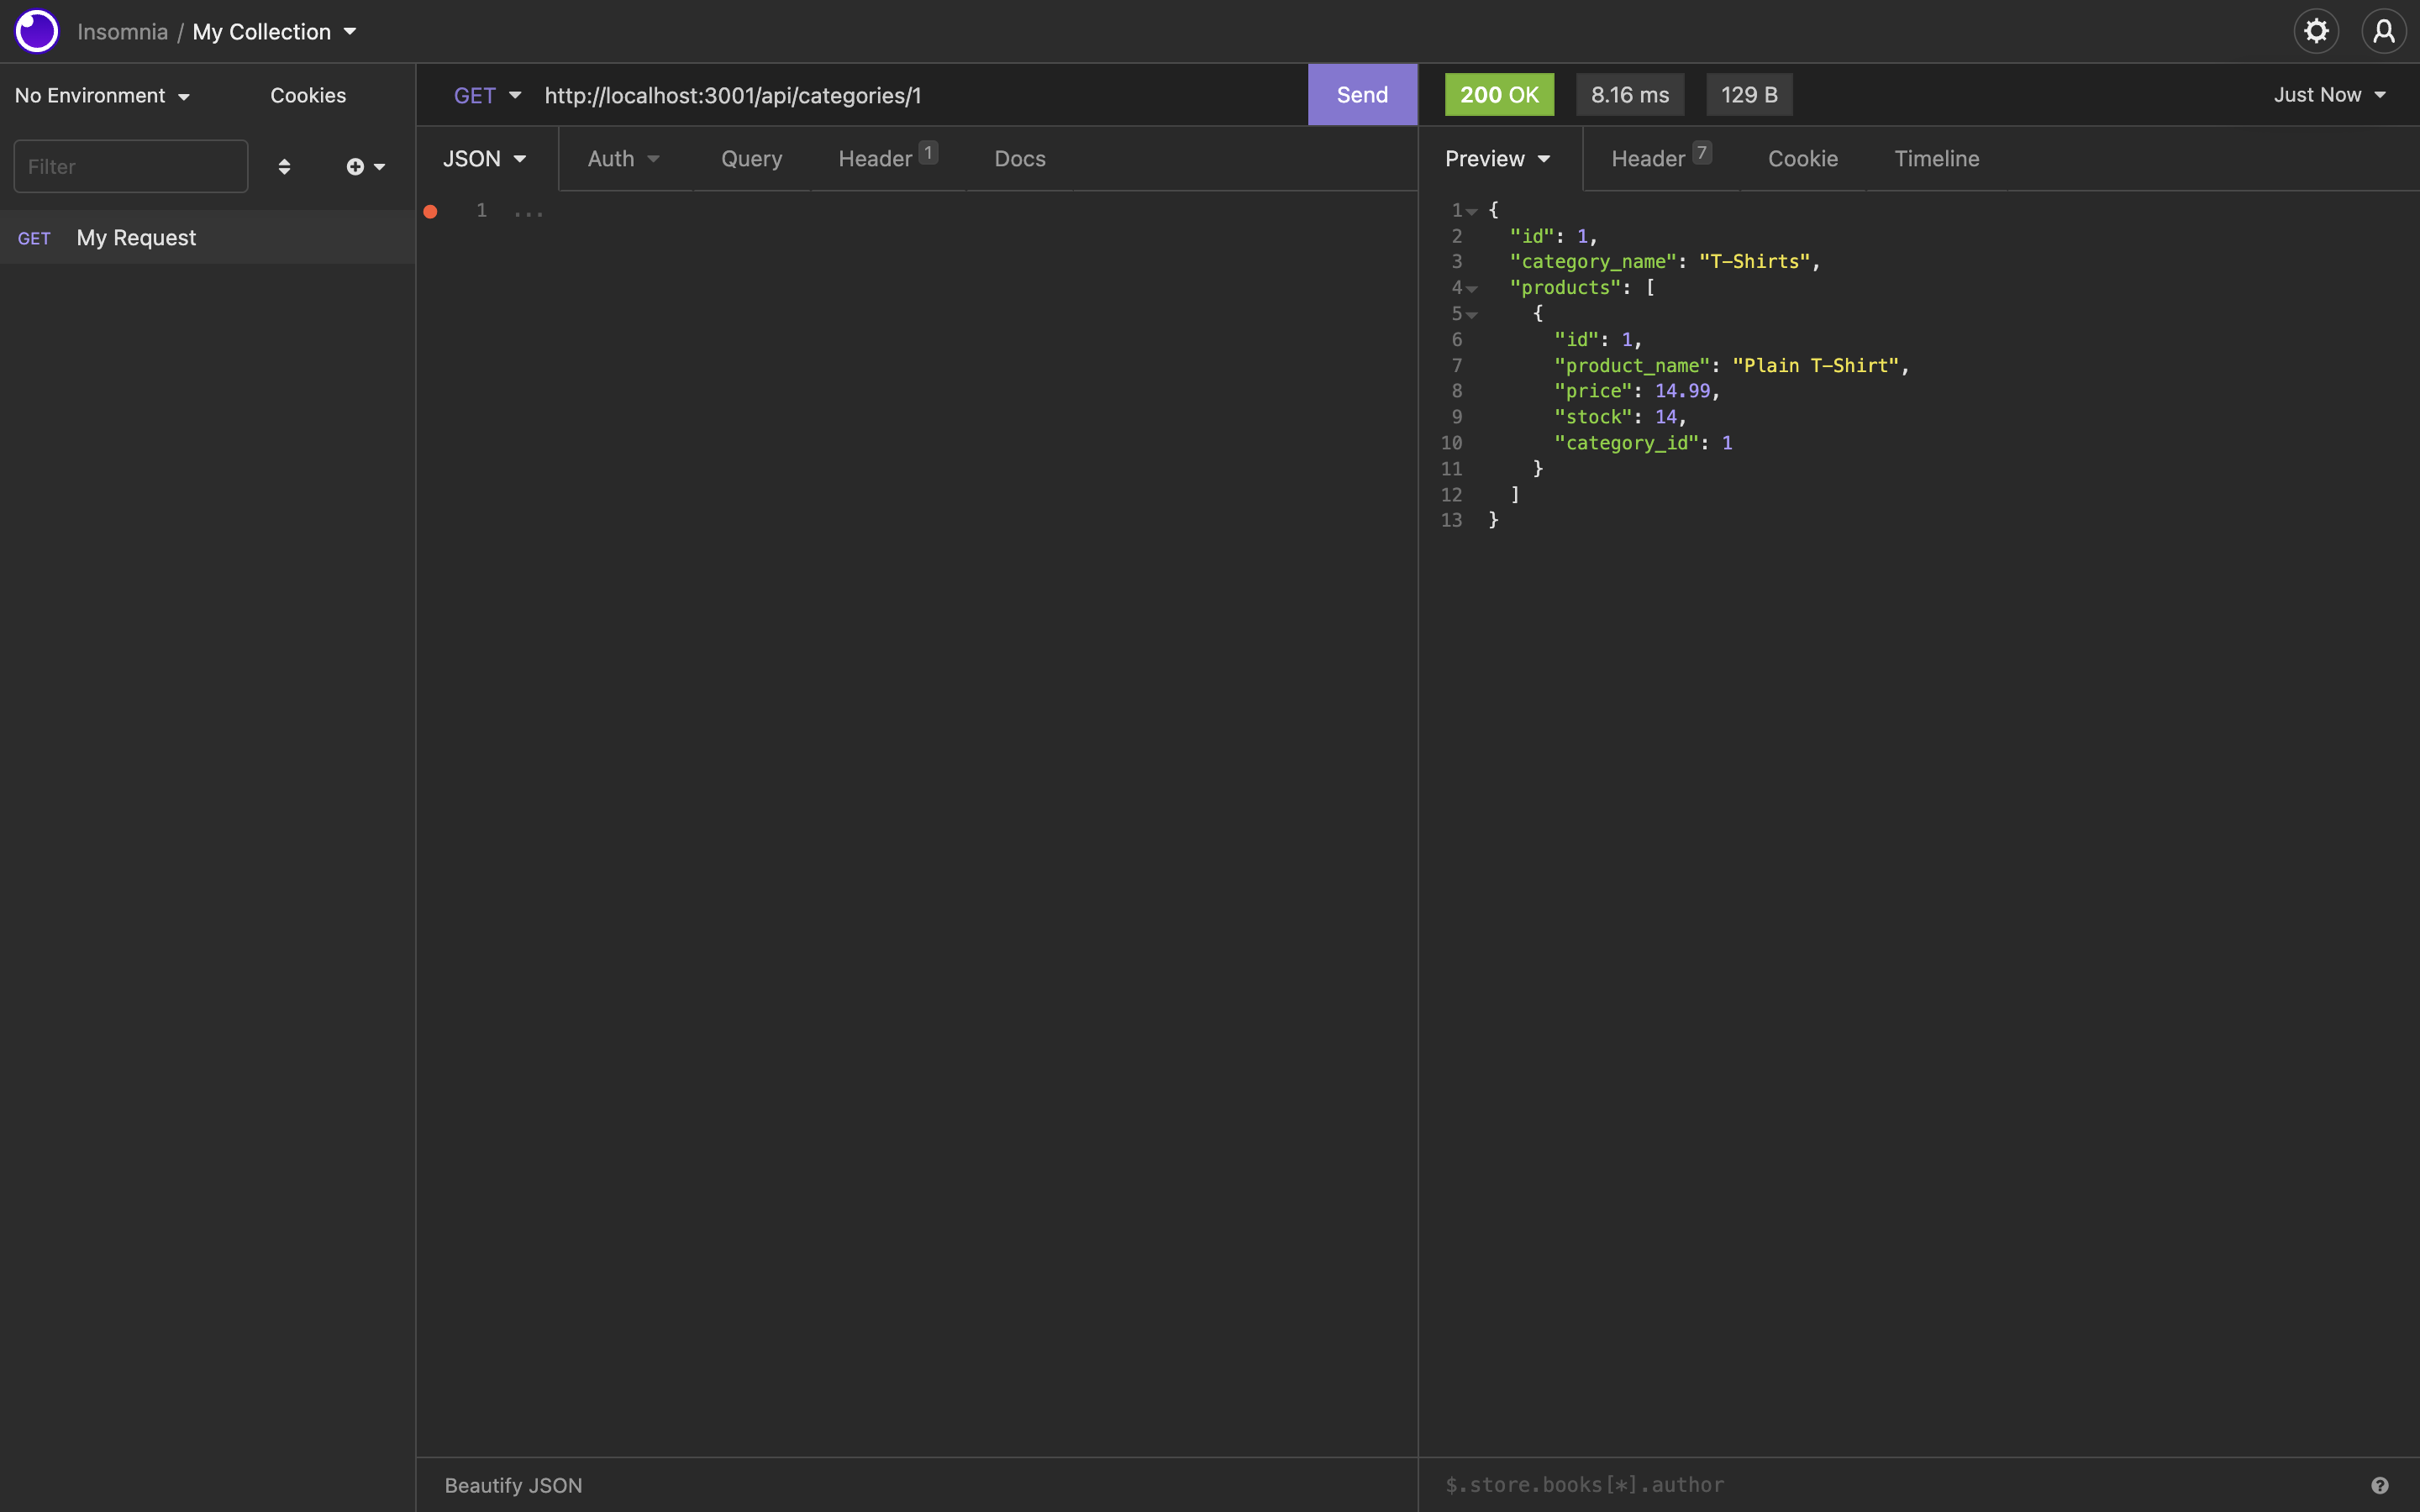 Insomnia / My Collection
No Environment
Cookies
Filter
GET My Request
GET http://localhost:3001/api/categories/1 Send
JSON Auth Query Header 1 Docs
1 ...
Beautify JSON
200 OK 8.16 ms 129 B Just Now
Preview Header 7 Cookie Timeline
1 {
2 "id": 1,
3 "category_name": "T-Shirts",
4 "products": [
5 {
6 "id": 1,
7 "product_name": "Plain T-Shirt",
8 "price": 14.99,
9 "stock": 14,
10 "category_id": 1
11 }
12 ]
13 }
$.store.books[*].author